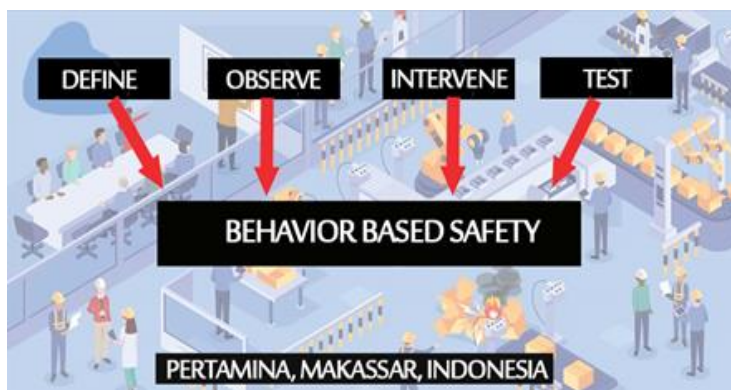 DEFINE
OBSERVE
INTERVENE
TEST
BEHAVIOR BASED SAFETY
PERTAMINA, MAKASSAR, INDONESIA